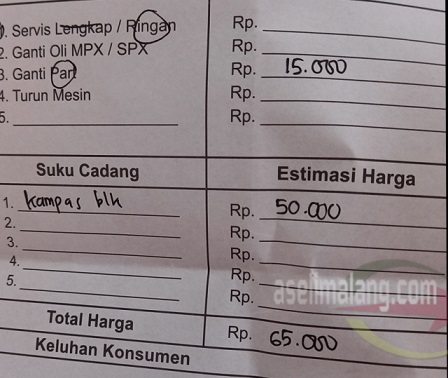 1. Servis Lengkap / Ringan Rp.
2. Ganti Oli MPX / SPX Rp.
3. Ganti Part Rp. 15.000
4. Turun Mesin Rp.
5. Rp.
Suku Cadang Estimasi Harga
1. Kampas blk Rp. 50.000
2. Rp.
3. Rp.
4. Rp.
5. Rp.
aselimalang.com
Total Harga Rp. 65.000
Keluhan Konsumen